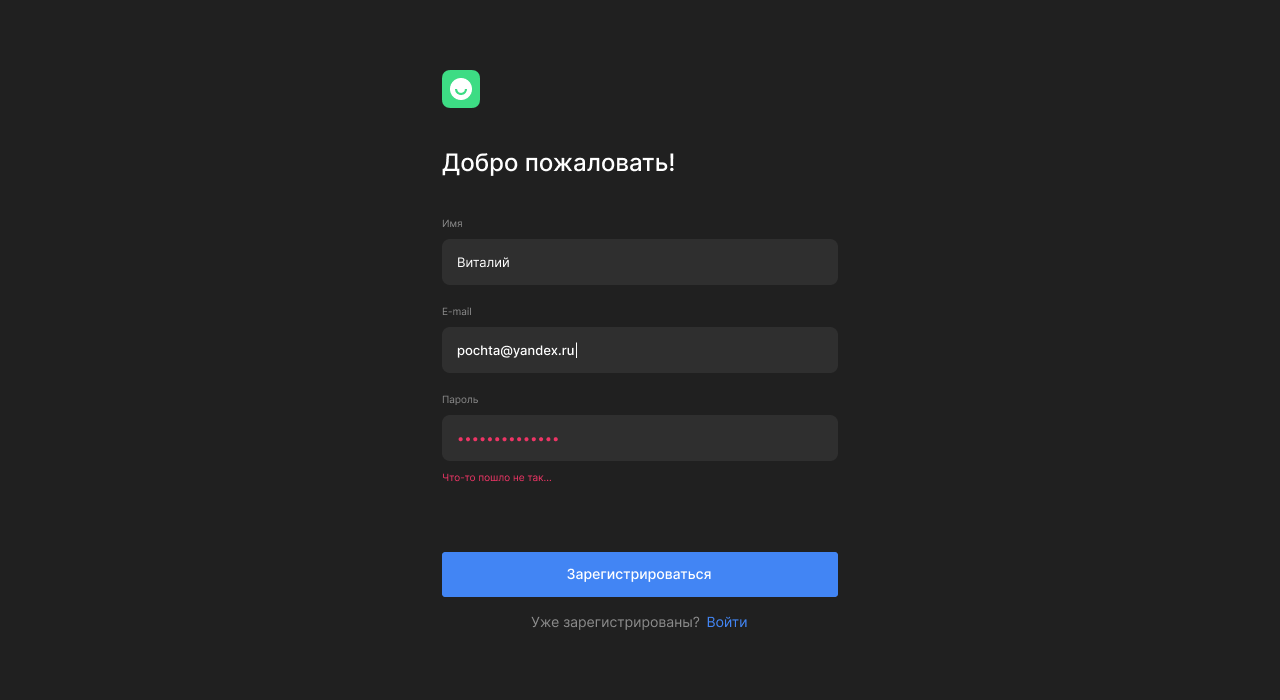 Добро пожаловать!
Имя
Виталий
E-mail
pochta@yandex.ru
Пароль
••••••••••••••
Что-то пошло не так...
Зарегистрироваться
Уже зарегистрированы? Войти